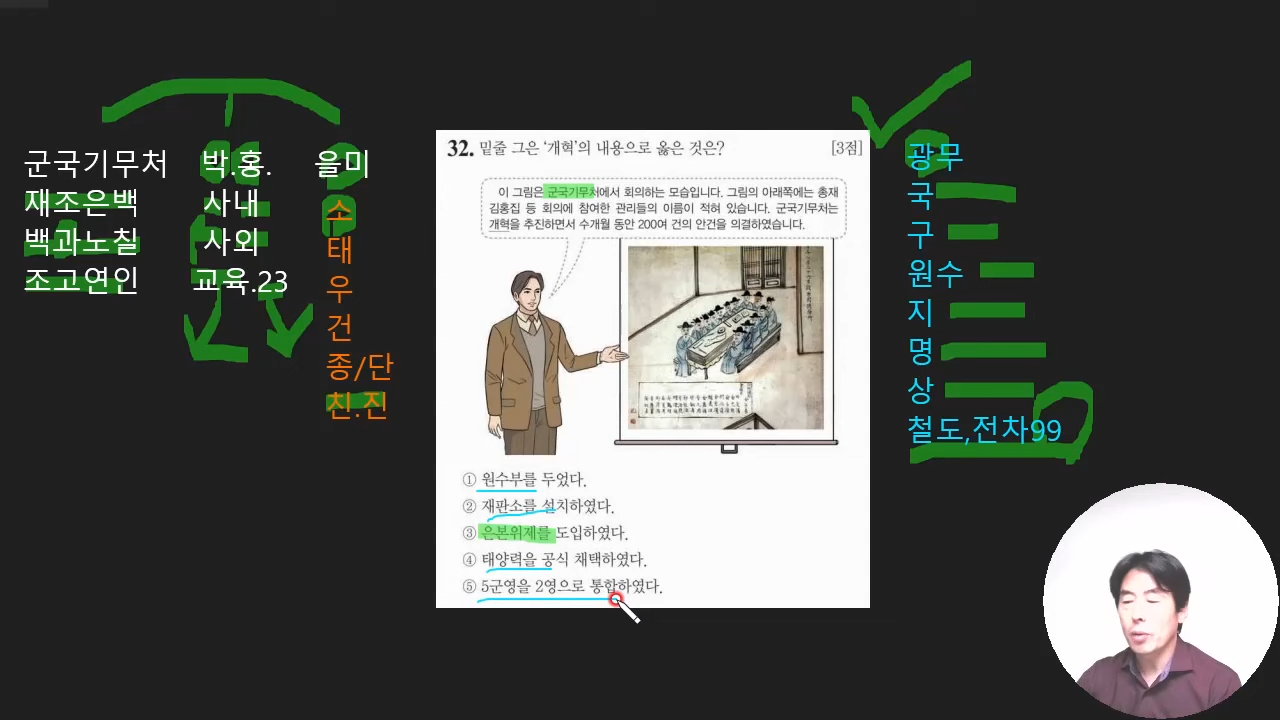 군국기무처
재조은백
백과노칠
조고연인
박.홍.
사내
사외
교육.23
을미
소
태
우
건
종/단
친.진
32. 밑줄 그은 '개혁'의 내용으로 옳은 것은? [3점]
이 그림은 군국기무처에서 회의하는 모습입니다. 그림의 아래쪽에는 총재
김홍집 등 회의에 참여한 관리들의 이름이 적혀 있습니다. 군국기무처는
개혁을 추진하면서 수개월 동안 200여 건의 안건을 의결하였습니다.
① 원수부를 두었다.
② 재판소를 설치하였다.
③ 은본위제를 도입하였다.
④ 태양력을 공식 채택하였다.
⑤ 5군영을 2영으로 통합하였다.
광무
국
구
원수
지
명
상
철도,전차99